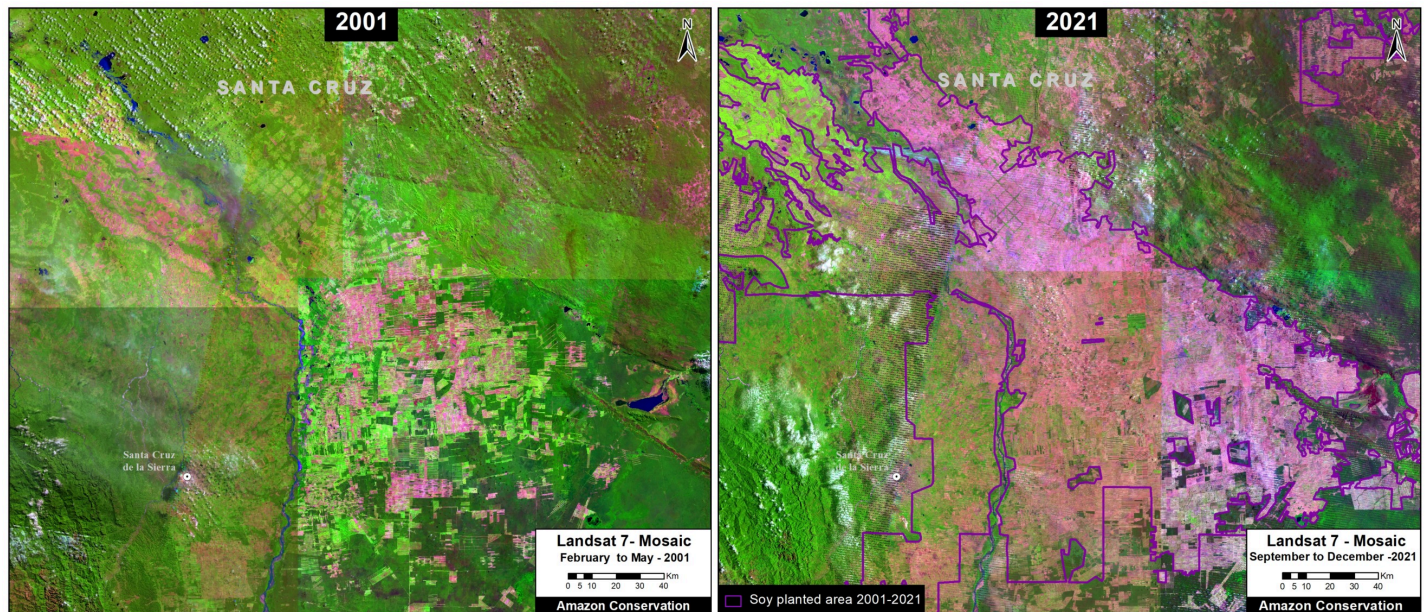 2001
N
SANTA CRUZ
Santa Cruz
de la Sierra
Landsat 7- Mosaic
February to May - 2001
0 5 10 20 30 40 Km
Amazon Conservation
2021
N
SANTA CRUZ
Santa Cruz
de la Sierra
Landsat 7 - Mosaic
September to December -2021
0 5 10 20 30 40 Km
Soy planted area 2001-2021
Amazon Conservation